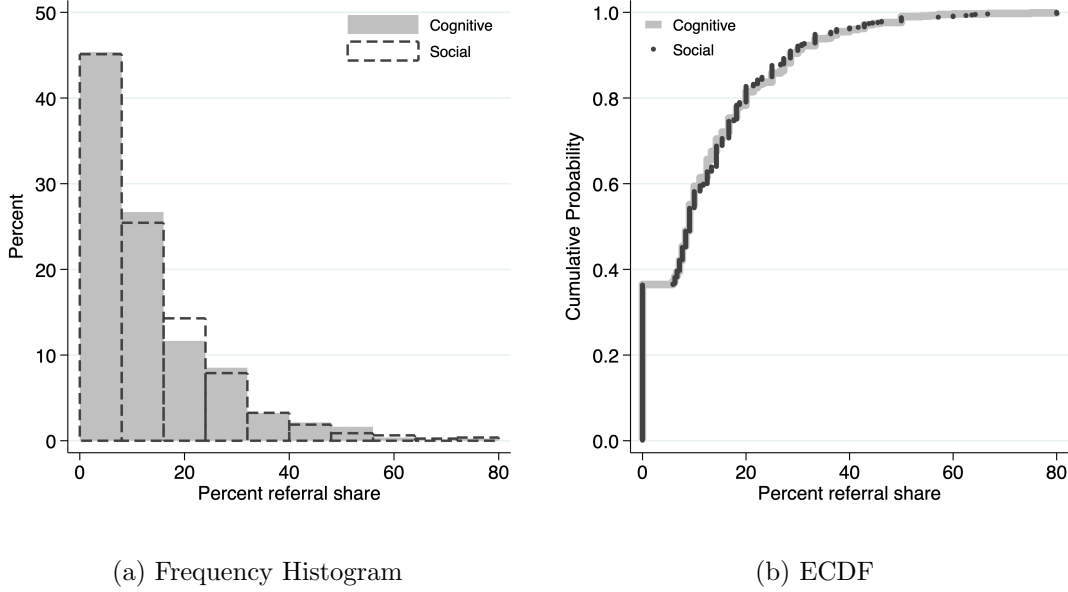 Cognitive
Social
50
40
30
20
10
0
Percent
0 20 40 60 80
Percent referral share
(a) Frequency Histogram
Cognitive
Social
1.0
0.8
0.6
0.4
0.2
0.0
Cumulative Probability
0 20 40 60 80
Percent referral share
(b) ECDF